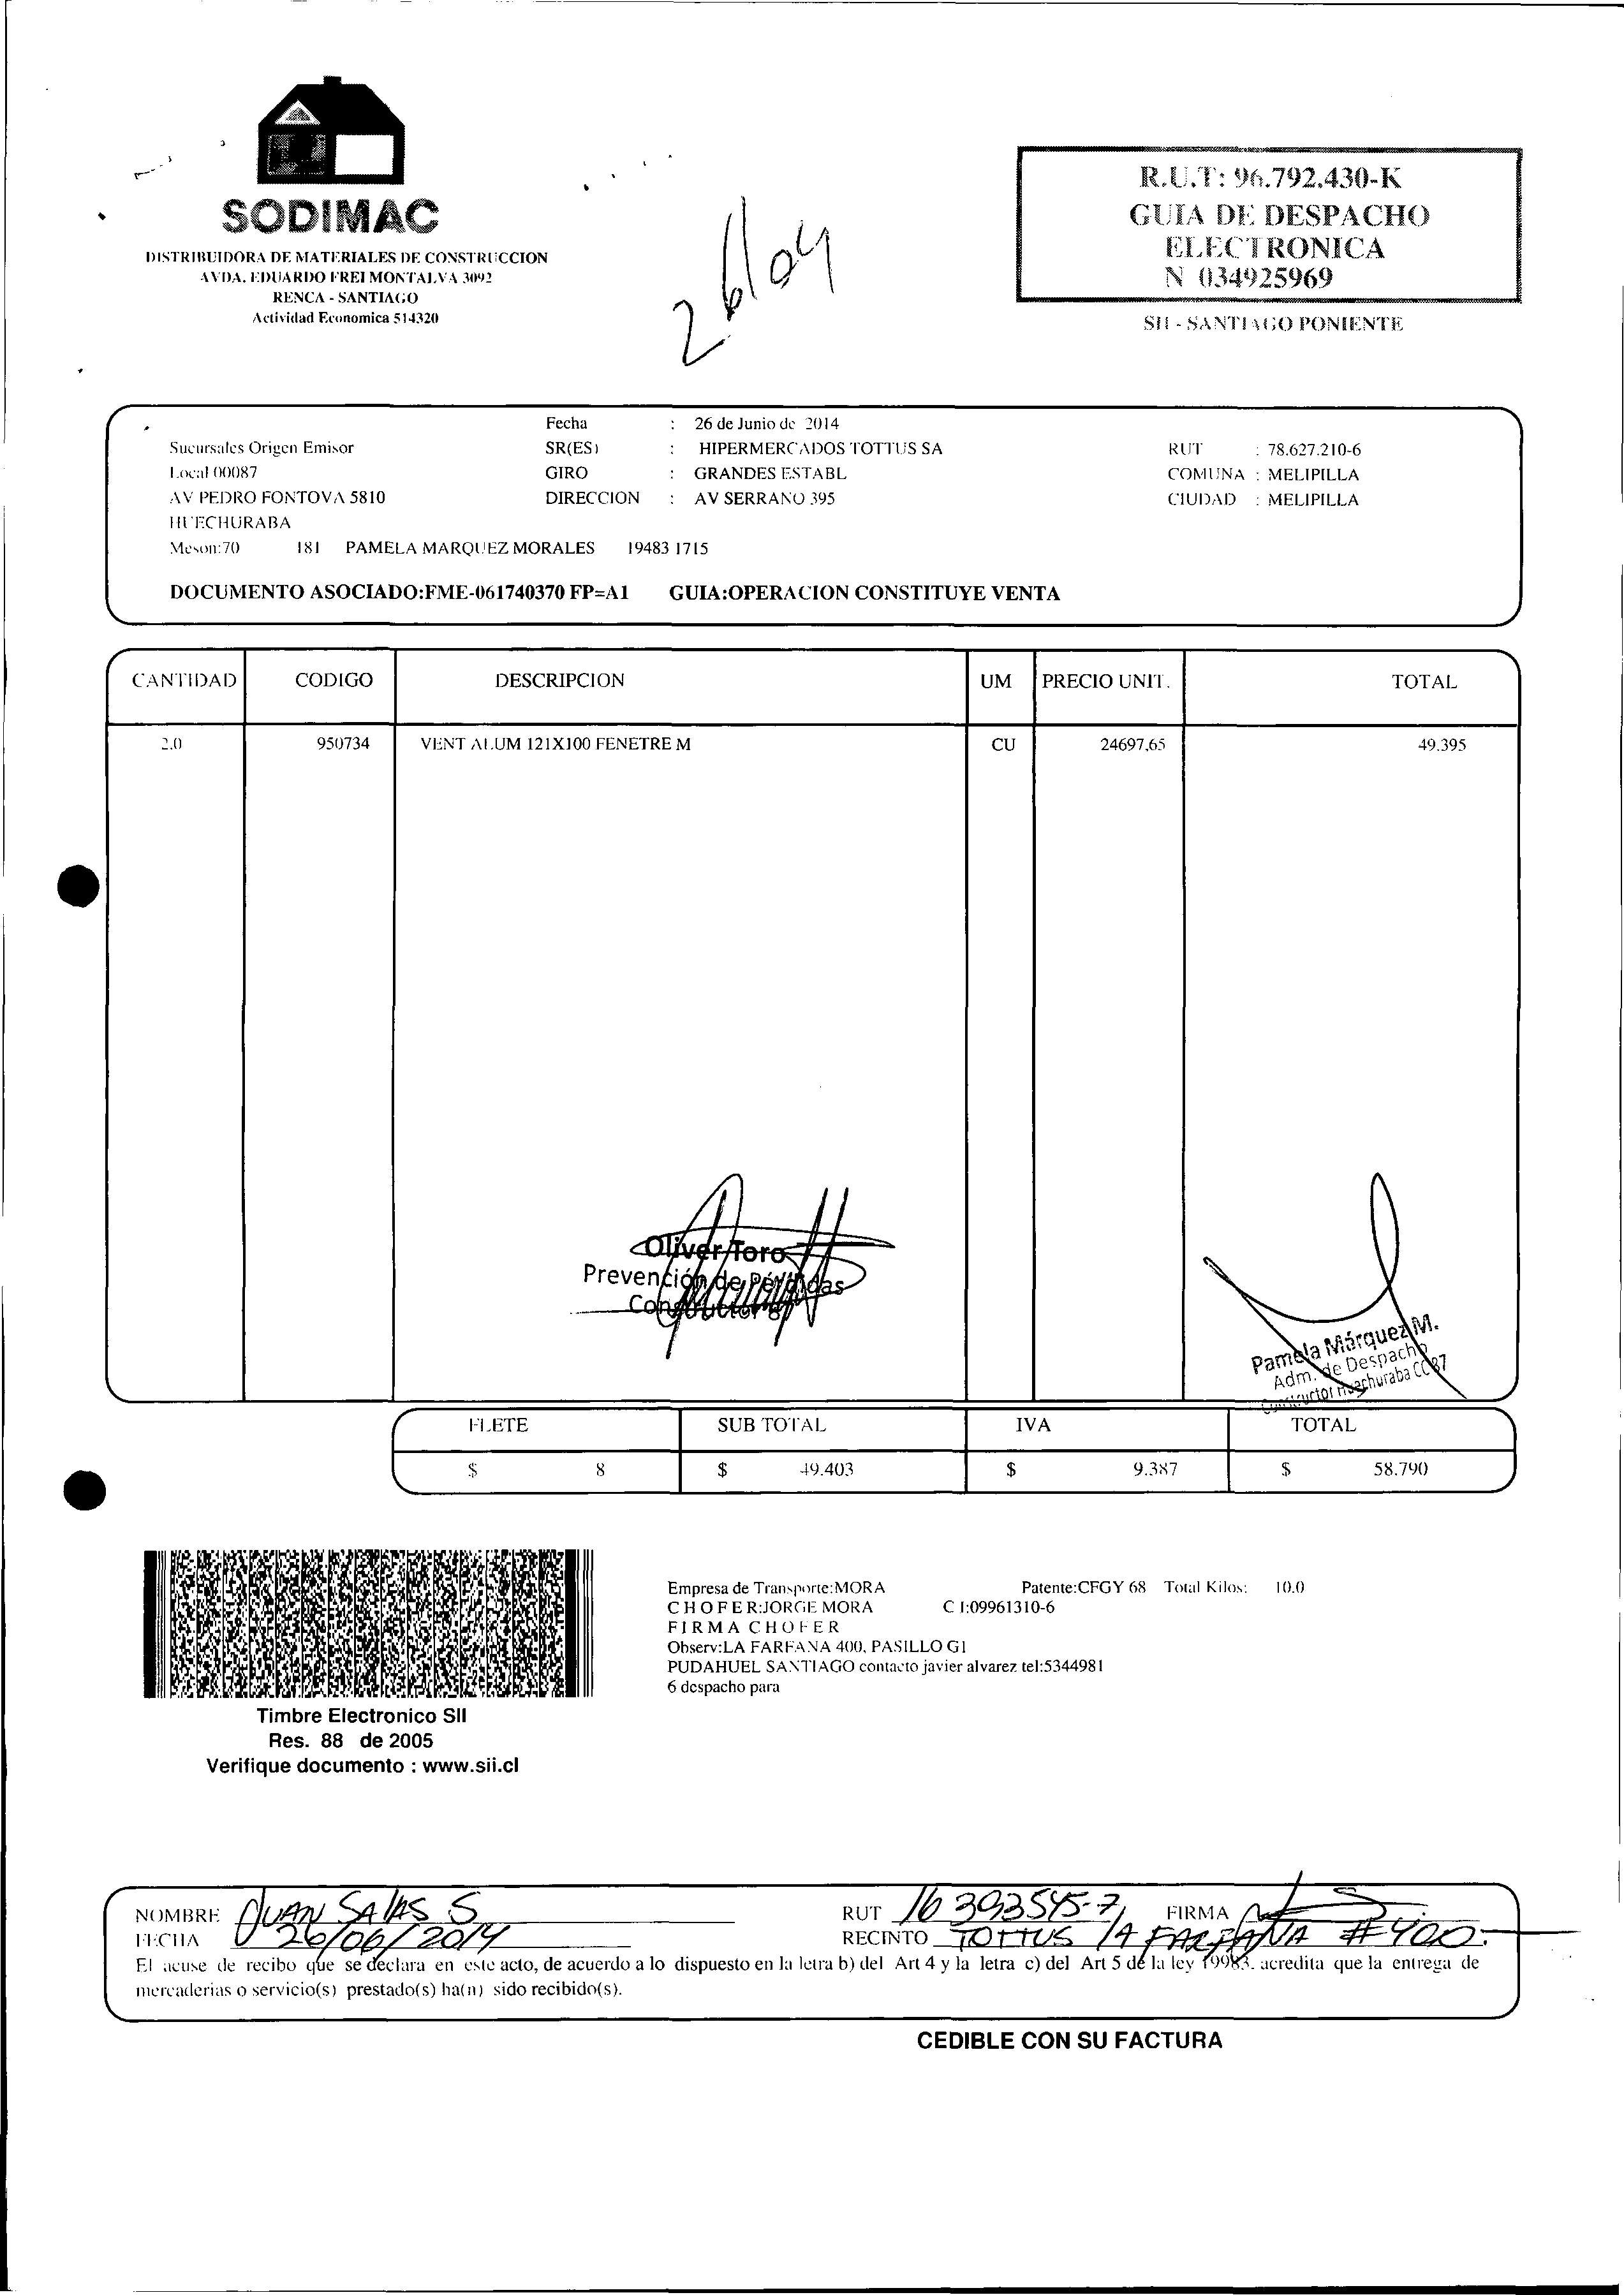 SODIMAC
DISTRIBUIDORA DE MATERIALES DE CONSTRUCCION
AVDA. EDUARDO FREI MONTALVA 3092
RENCA - SANTIAGO
Actividad Economica 514320
R.U.T: 96.792.430-K
GUIA DE DESPACHO
ELECTRONICA
N 034925969
SII - SANTIAGO PONIENTE
Fecha : 26 de Junio de 2014
Sucursales Origen Emisor SR(ES) : HIPERMERCADOS TOTTUS SA RUT : 78.627.210-6
Local 00087 GIRO : GRANDES ESTABL COMUNA : MELIPILLA
AV PEDRO FONTOVA 5810 DIRECCION : AV SERRANO 395 CIUDAD : MELIPILLA
HUECHURABA
Meson:70 181 PAMELA MARQUEZ MORALES 19483 1715
DOCUMENTO ASOCIADO:FME-061740370 FP=A1 GUIA:OPERACION CONSTITUYE VENTA
CANTIDAD CODIGO DESCRIPCION UM PRECIO UNIT. TOTAL
2.0 950734 VENT ALUM 121X100 FENETRE M CU 24697,65 49.395
Oliver Toro
Prevención de Pérdidas
Pamela Márquez M.
Adm. de Despacho
Constructor Huechuraba CC 87
FLETE SUB TOTAL IVA TOTAL
$ 8 $ 49.403 $ 9.387 $ 58.790
Empresa de Transporte:MORA Patente:CFGY 68 Total Kilos: 10.0
CHOFER:JORGE MORA C I:09961310-6
FIRMA CHOFER
Observ:LA FARFANA 400, PASILLO G1
PUDAHUEL SANTIAGO contacto javier alvarez tel:5344981
6 despacho para
Timbre Electronico SII
Res. 88 de 2005
Verifique documento : www.sii.cl
NOMBRE JUAN SALAS S RUT 16 393545-7 FIRMA
FECHA 26/06/2014 RECINTO TOTTUS LA FARFANA #400.
El acuse de recibo que se declara en este acto, de acuerdo a lo dispuesto en la letra b) del Art 4 y la letra c) del Art 5 de la ley 19983. acredita que la entrega de
mercaderias o servicio(s) prestado(s) ha(n) sido recibido(s).
CEDIBLE CON SU FACTURA